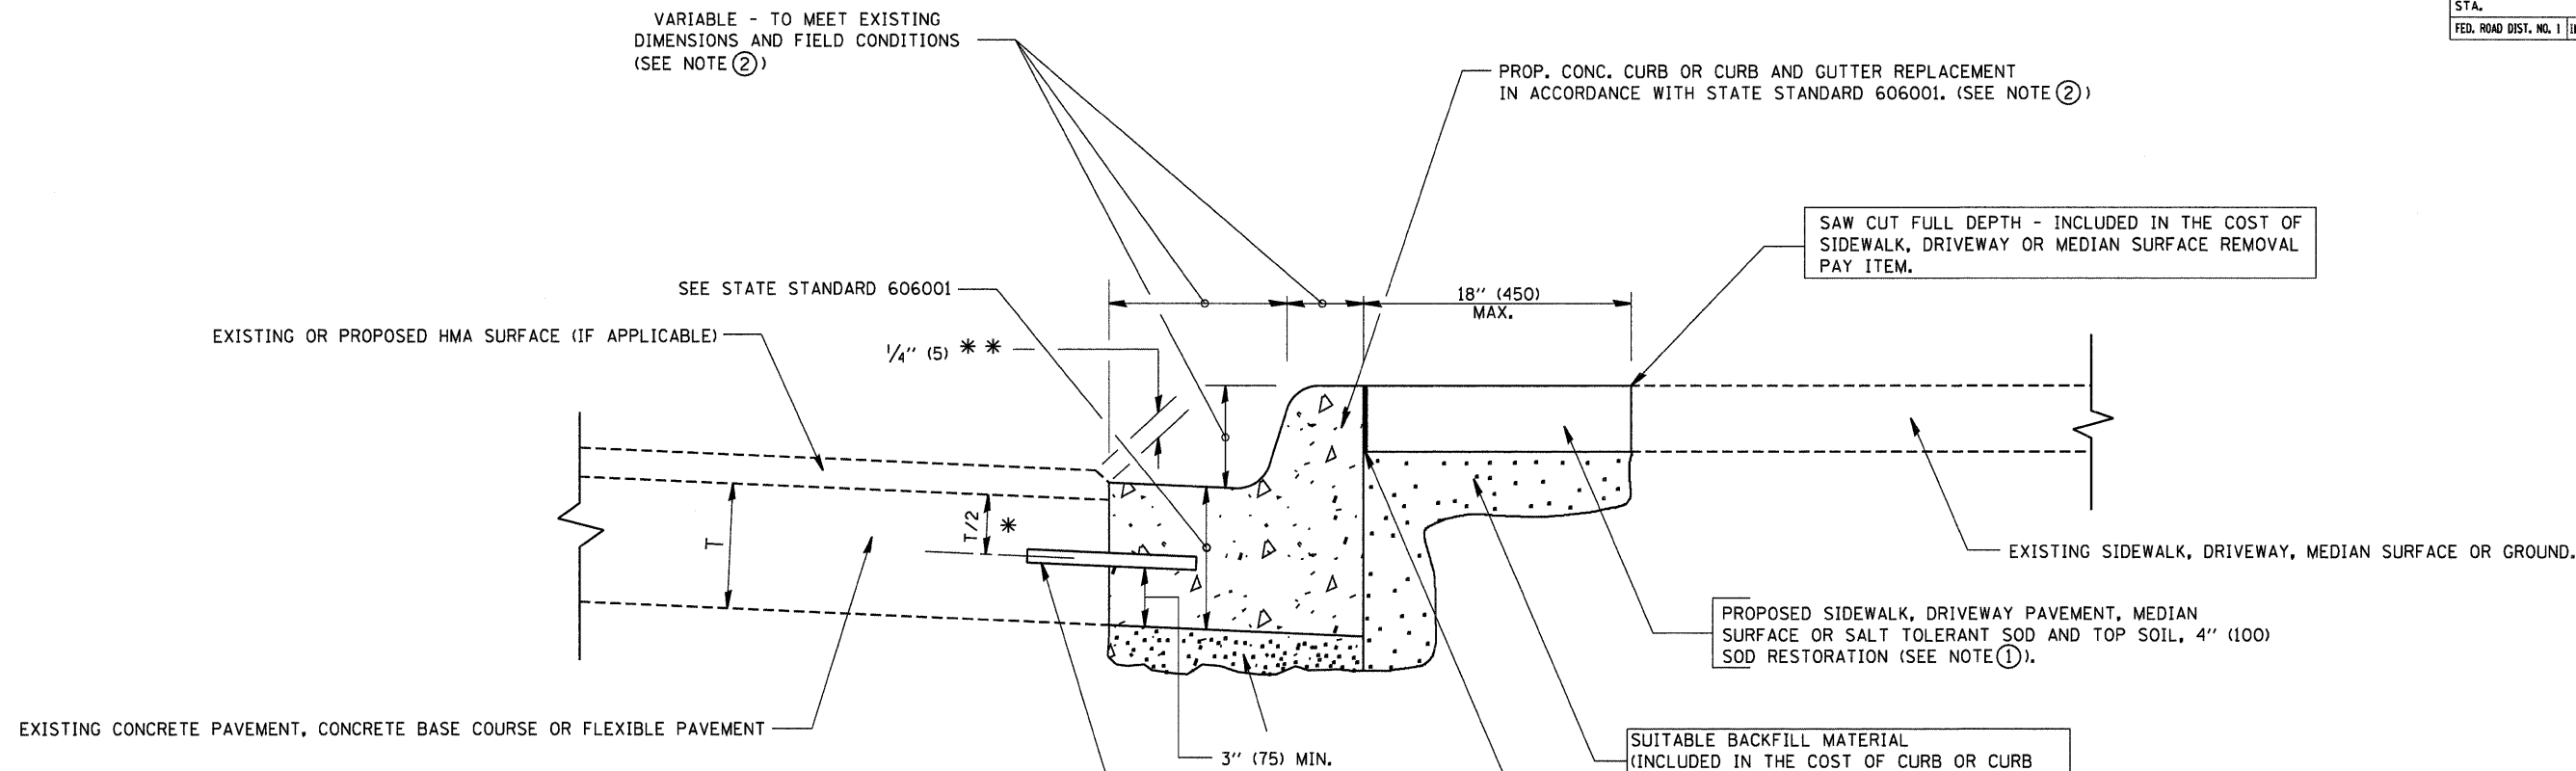 STA.
FED. ROAD DIST. NO. 1
VARIABLE - TO MEET EXISTING
DIMENSIONS AND FIELD CONDITIONS
(SEE NOTE ②)
PROP. CONC. CURB OR CURB AND GUTTER REPLACEMENT
IN ACCORDANCE WITH STATE STANDARD 606001. (SEE NOTE ②)
SAW CUT FULL DEPTH - INCLUDED IN THE COST OF
SIDEWALK, DRIVEWAY OR MEDIAN SURFACE REMOVAL
PAY ITEM.
SEE STATE STANDARD 606001
18" (450)
MAX.
EXISTING OR PROPOSED HMA SURFACE (IF APPLICABLE)
1/4" (5) * *
T/2 *
T
EXISTING SIDEWALK, DRIVEWAY, MEDIAN SURFACE OR GROUND.
PROPOSED SIDEWALK, DRIVEWAY PAVEMENT, MEDIAN
SURFACE OR SALT TOLERANT SOD AND TOP SOIL, 4" (100)
SOD RESTORATION (SEE NOTE ①).
EXISTING CONCRETE PAVEMENT, CONCRETE BASE COURSE OR FLEXIBLE PAVEMENT
3" (75) MIN.
SUITABLE BACKFILL MATERIAL
(INCLUDED IN THE COST OF CURB OR CURB